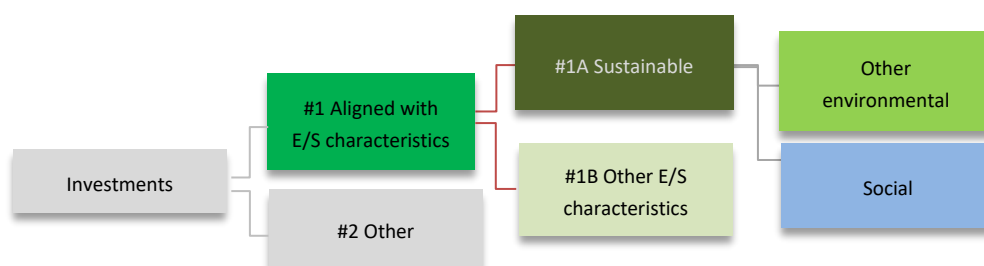 Investments
#1 Aligned with
E/S characteristics
#2 Other
#1A Sustainable
#1B Other E/S
characteristics
Other
environmental
Social